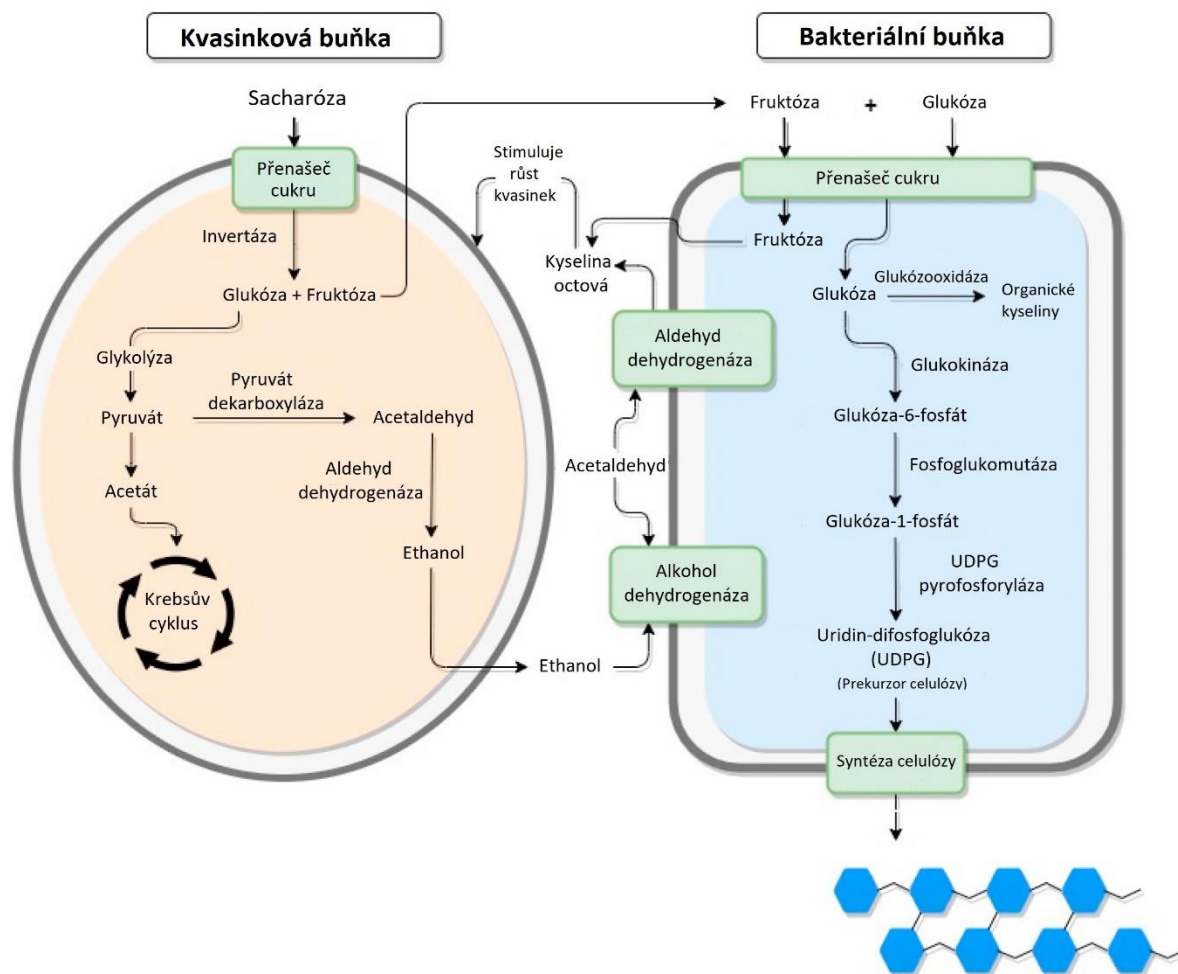 Kvasinková buňka
Sacharóza
Přenašeč
cukru
Invertáza
Glukóza + Fruktóza
Glykolýza
Pyruvát
Pyruvát
dekarboxyláza
Acetaldehyd
Acetát
Aldehyd
dehydrogenáza
Ethanol
Krebsův
cyklus
Stimuluje
růst
kvasinek
Kyselina
octová
Aldehyd
dehydrogenáza
Acetaldehyd
Alkohol
dehydrogenáza
Ethanol
Bakteriální buňka
Fruktóza + Glukóza
Přenašeč cukru
Fruktóza
Glukóza
Glukózooxidáza
Organické
kyseliny
Glukokináza
Glukóza-6-fosfát
Fosfoglukomutáza
Glukóza-1-fosfát
UDPG
pyrofosforyláza
Uridin-difosfoglukóza
(UDPG)
(Prekurzor celulózy)
Syntéza celulózy